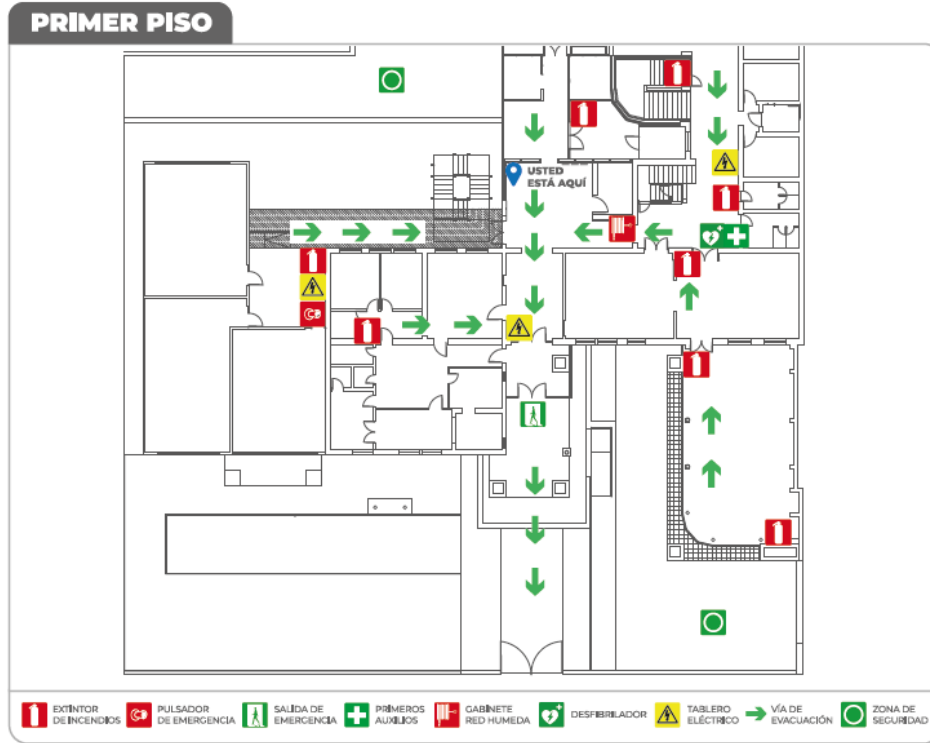 PRIMER PISO
USTED
ESTÁ AQUÍ
EXTINTOR
DE INCENDIOS
PULSADOR
DE EMERGENCIA
SALIDA DE
EMERGENCIA
PRIMEROS
AUXILIOS
GABINETE
RED HUMEDA
DESFIBRILADOR
TABLERO
ELÉCTRICO
VÍA DE
EVACUACIÓN
ZONA DE
SEGURIDAD